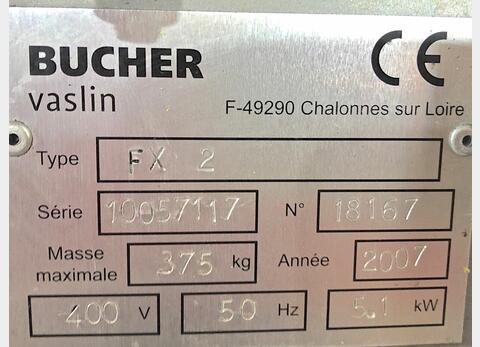 BUCHER
vaslin
CE
F-49290 Chalonnes sur Loire
Type FX 2
Série 10057117 N° 18167
Masse maximale 375 kg Année 2007
400 V 50 Hz 5.1 kW